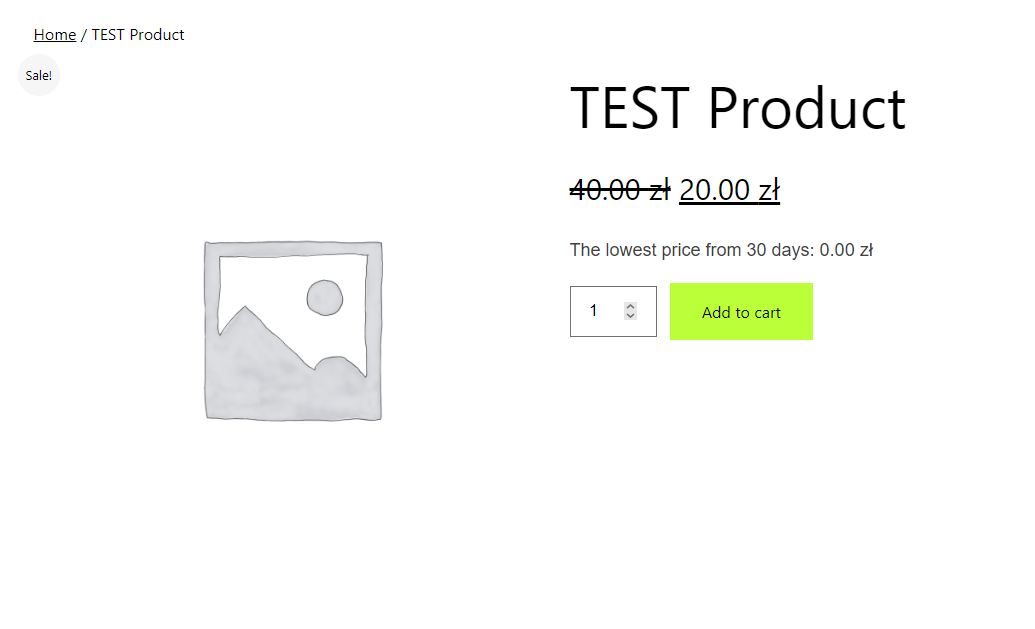 Home / TEST Product
Sale!
TEST Product
40.00 zł 20.00 zł
The lowest price from 30 days: 0.00 zł
1
Add to cart